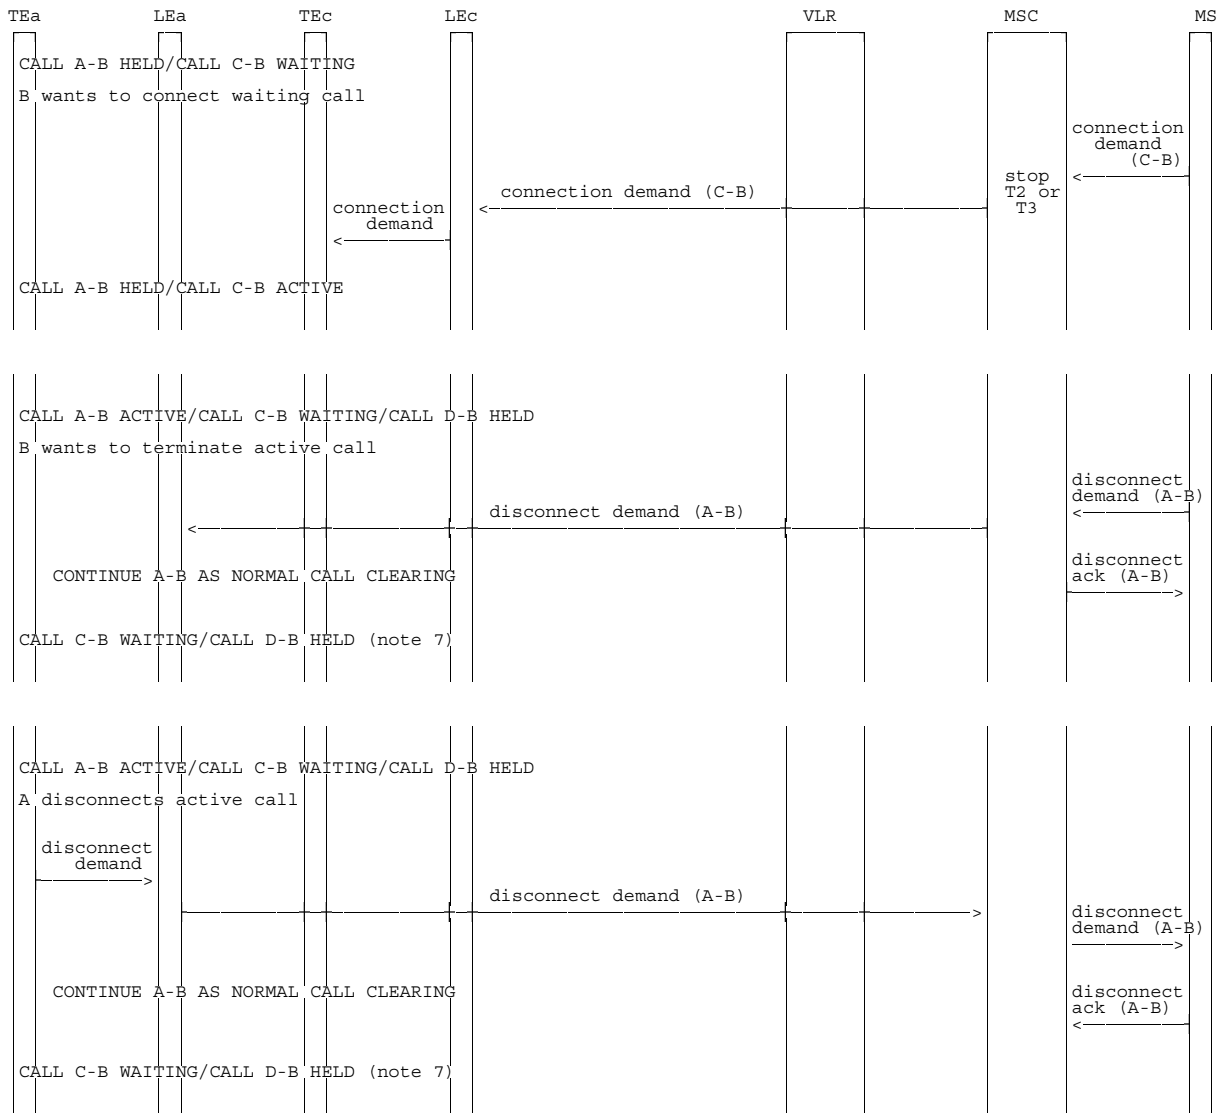 TEa LEa TEc LEc VLR MSC MS
CALL A-B HELD/CALL C-B WAITING
B wants to connect waiting call
connection
demand
(C-B)
stop
T2 or
T3
connection demand (C-B)
connection
demand
CALL A-B HELD/CALL C-B ACTIVE
CALL A-B ACTIVE/CALL C-B WAITING/CALL D-B HELD
B wants to terminate active call
disconnect
demand (A-B)
disconnect demand (A-B)
disconnect
ack (A-B)
CONTINUE A-B AS NORMAL CALL CLEARING
CALL C-B WAITING/CALL D-B HELD (note 7)
CALL A-B ACTIVE/CALL C-B WAITING/CALL D-B HELD
A disconnects active call
disconnect
demand
disconnect demand (A-B)
disconnect
demand (A-B)
CONTINUE A-B AS NORMAL CALL CLEARING
disconnect
ack (A-B)
CALL C-B WAITING/CALL D-B HELD (note 7)